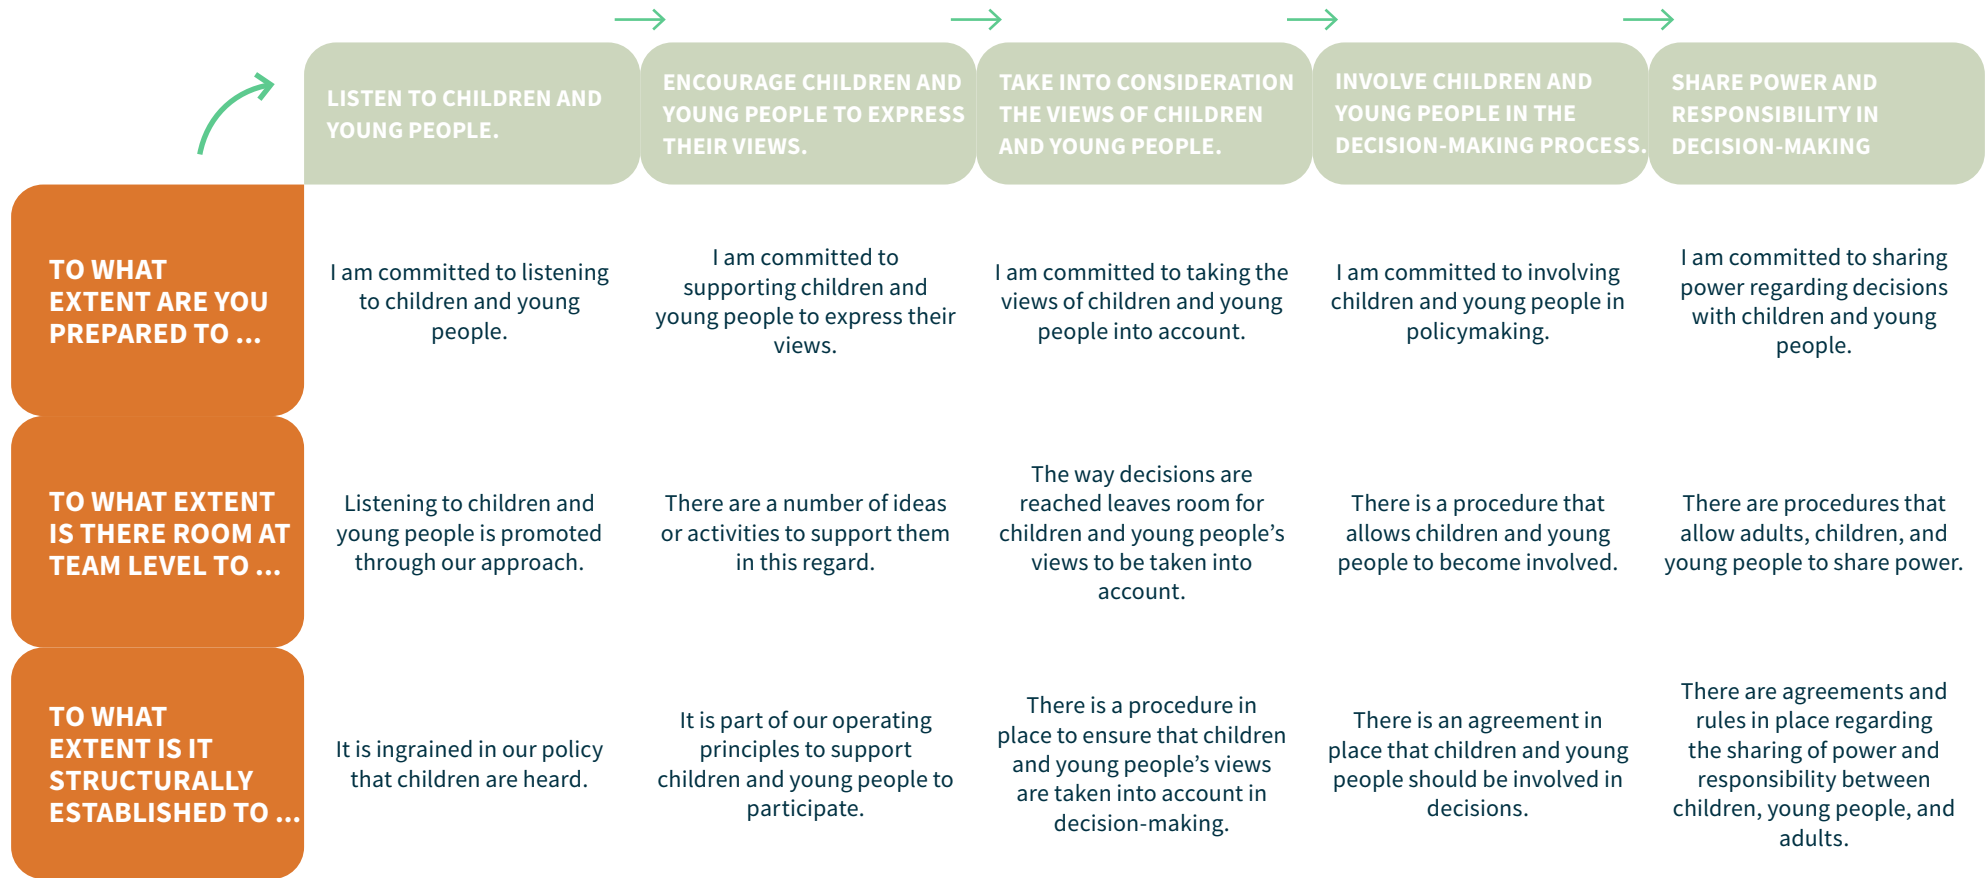 LISTEN TO CHILDREN AND
YOUNG PEOPLE.
ENCOURAGE CHILDREN AND
YOUNG PEOPLE TO EXPRESS
THEIR VIEWS.
TAKE INTO CONSIDERATION
THE VIEWS OF CHILDREN
AND YOUNG PEOPLE.
INVOLVE CHILDREN AND
YOUNG PEOPLE IN THE
DECISION-MAKING PROCESS.
SHARE POWER AND
RESPONSIBILITY IN
DECISION-MAKING
TO WHAT
EXTENT ARE YOU
PREPARED TO ...
I am committed to listening
to children and young
people.
I am committed to
supporting children and
young people to express their
views.
I am committed to taking the
views of children and young
people into account.
I am committed to involving
children and young people in
policymaking.
I am committed to sharing
power regarding decisions
with children and young
people.
TO WHAT EXTENT
IS THERE ROOM AT
TEAM LEVEL TO ...
Listening to children and
young people is promoted
through our approach.
There are a number of ideas
or activities to support them
in this regard.
The way decisions are
reached leaves room for
children and young people’s
views to be taken into
account.
There is a procedure that
allows children and young
people to become involved.
There are procedures that
allow adults, children, and
young people to share power.
TO WHAT
EXTENT IS IT
STRUCTURALLY
ESTABLISHED TO ...
It is ingrained in our policy
that children are heard.
It is part of our operating
principles to support
children and young people to
participate.
There is a procedure in
place to ensure that children
and young people’s views
are taken into account in
decision-making.
There is an agreement in
place that children and young
people should be involved in
decisions.
There are agreements and
rules in place regarding
the sharing of power and
responsibility between
children, young people, and
adults.